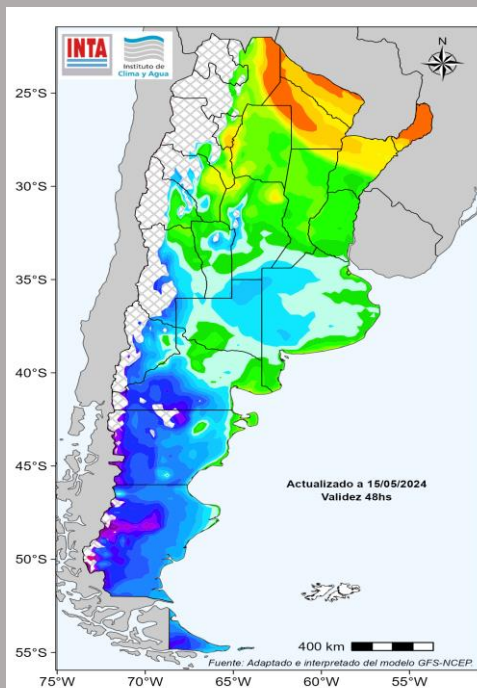 INTA
Instituto de
Clima y Agua
N
25°S
30°S
35°S
40°S
45°S
50°S
55°S
Actualizado a 15/05/2024
Validez 48hs
400 km
Fuente: Adaptado e interpretado del modelo GFS-NCEP.
75°W
70°W
65°W
60°W
55°W